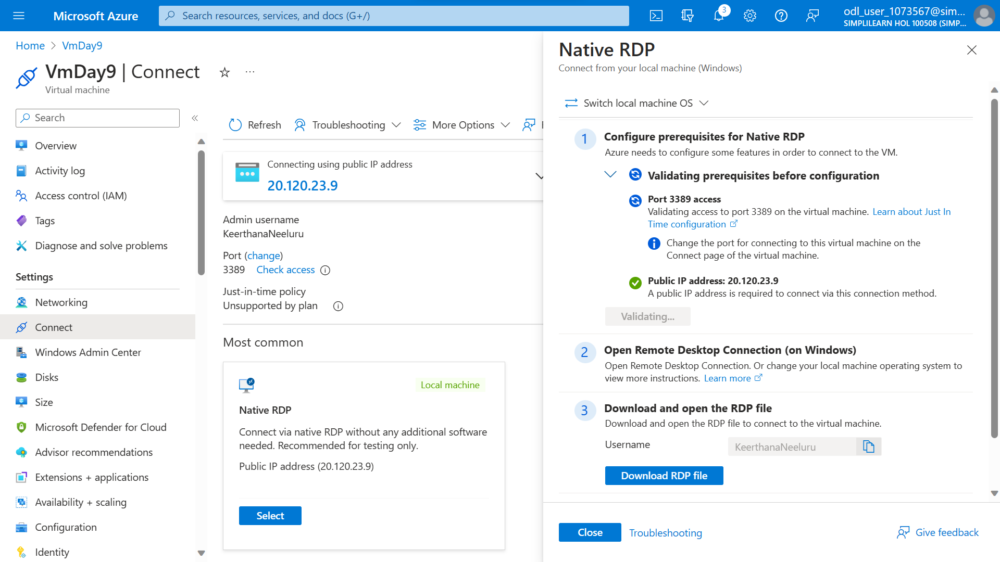 Microsoft Azure
Search resources, services, and docs (G+/)
3
odl_user_1073567@sim...
SIMPLILEARN HOL 100508 (SIMP...
Home > VmDay9
VmDay9 | Connect
Virtual machine
Search
Overview
Activity log
Access control (IAM)
Tags
Diagnose and solve problems
Settings
Networking
Connect
Windows Admin Center
Disks
Size
Microsoft Defender for Cloud
Advisor recommendations
Extensions + applications
Availability + scaling
Configuration
Identity
Refresh
Troubleshooting
More Options
Connecting using public IP address
20.120.23.9
Admin username
KeerthanaNeeluru
Port (change)
3389 Check access
Just-in-time policy
Unsupported by plan
Most common
Local machine
Native RDP
Connect via native RDP without any additional software
needed. Recommended for testing only.
Public IP address (20.120.23.9)
Select
Native RDP
Connect from your local machine (Windows)
Switch local machine OS
1 Configure prerequisites for Native RDP
Azure needs to configure some features in order to connect to the VM.
Validating prerequisites before configuration
Port 3389 access
Validating access to port 3389 on the virtual machine. Learn about Just In
Time configuration
Change the port for connecting to this virtual machine on the
Connect page of the virtual machine.
Public IP address: 20.120.23.9
A public IP address is required to connect via this connection method.
Validating...
2 Open Remote Desktop Connection (on Windows)
Open Remote Desktop Connection. Or change your local machine operating system to
view more instructions. Learn more
3 Download and open the RDP file
Download and open the RDP file to connect to the virtual machine.
Username KeerthanaNeeluru
Download RDP file
Close
Troubleshooting
Give feedback